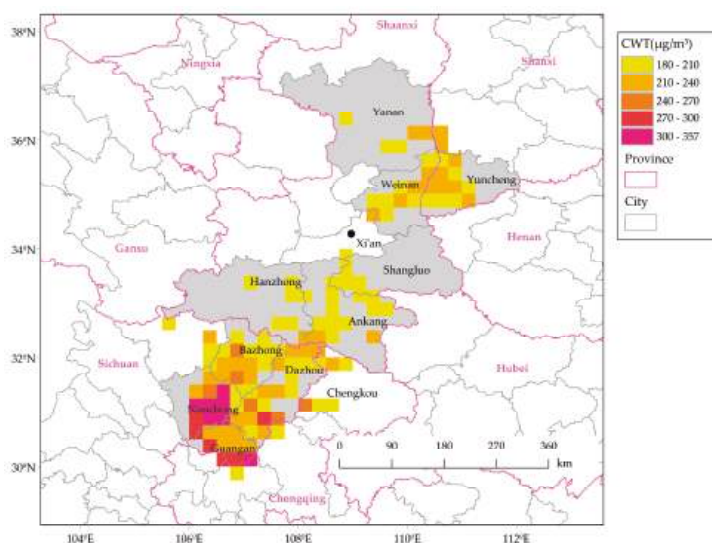 38°N
36°N
34°N
32°N
30°N
104°E
106°E
108°E
110°E
112°E
Shaanxi
Ningxia
Shanxi
Yanan
Weinan
Yuncheng
Xi'an
Gansu
Henan
Shangluo
Hanzhong
Ankang
Sichuan
Bazhong
Dazhou
Hubei
Chengkou
Nanchong
Guangan
Chongqing
0 90 180 270 360
km
CWT(μg/m³)
180 - 210
210 - 240
240 - 270
270 - 300
300 - 357
Province
City